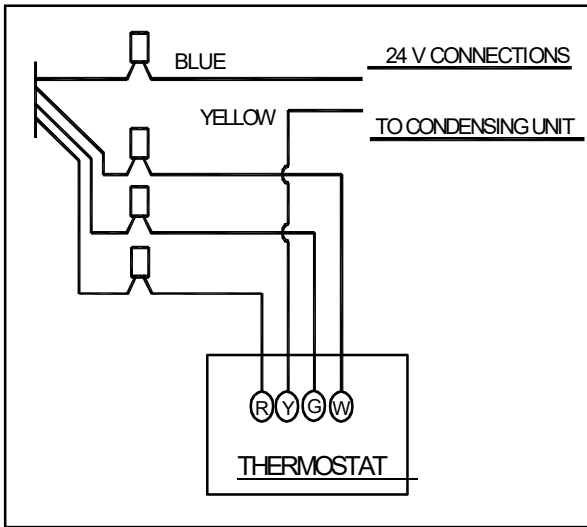 BLUE
24 V CONNECTIONS
YELLOW
TO CONDENSING UNIT
R Y G W
THERMOSTAT